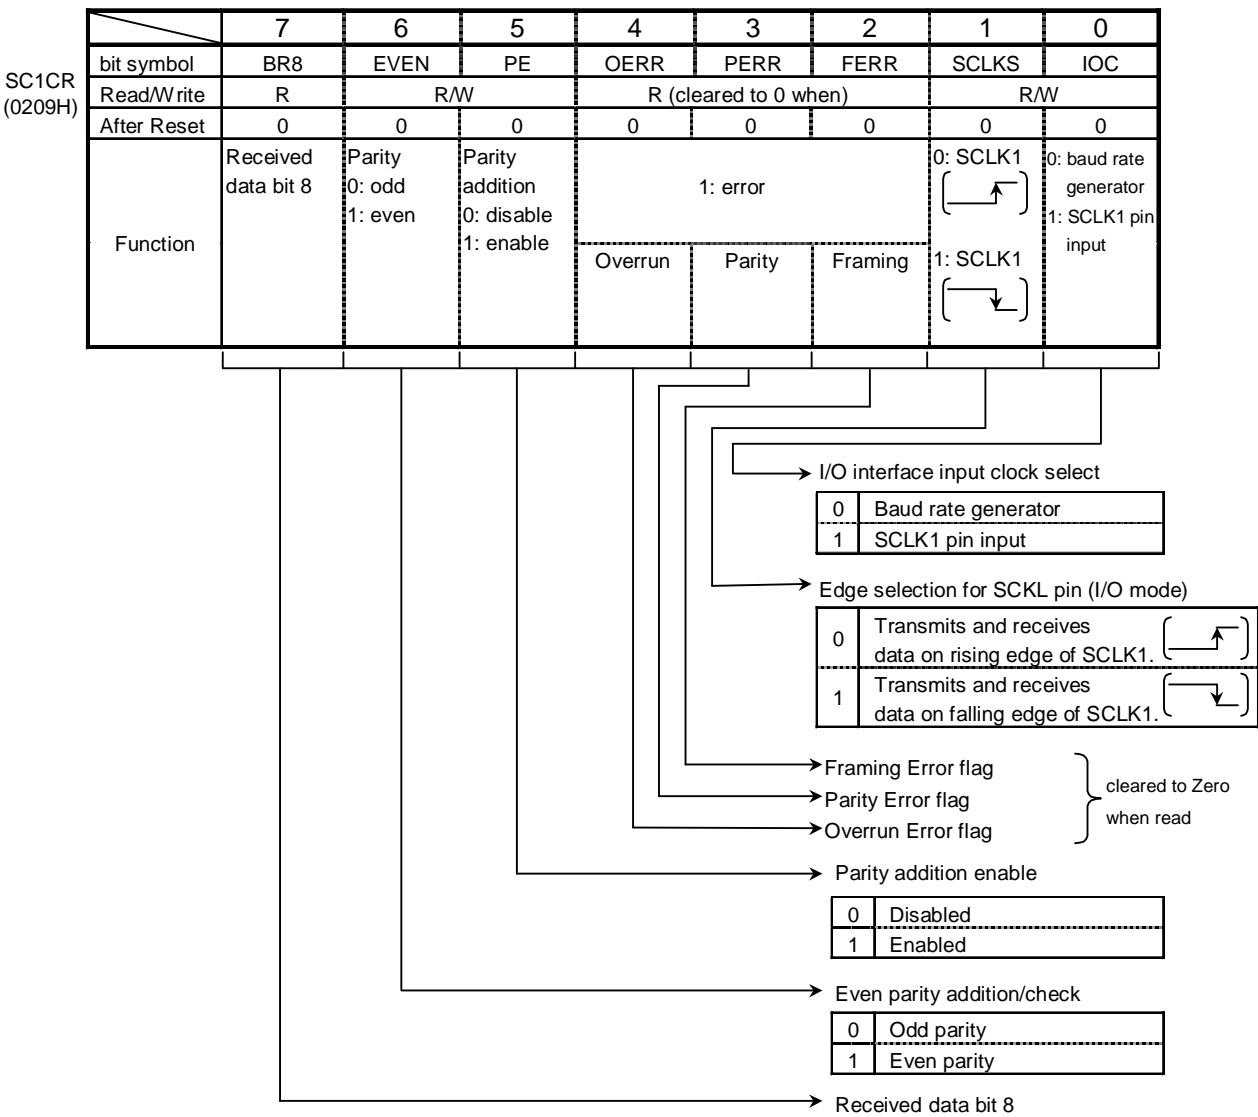 7 6 5 4 3 2 1 0
SC1CR
(0209H)
bit symbol BR8 EVEN PE OERR PERR FERR SCLKS IOC
Read/Write R R/W R (cleared to 0 when) R/W
After Reset 0 0 0 0 0 0 0 0
Function
Received
data bit 8
Parity
0: odd
1: even
Parity
addition
0: disable
1: enable
1: error
Overrun Parity Framing
0: SCLK1
1: SCLK1
0: baud rate
generator
1: SCLK1 pin
input
I/O interface input clock select
0 Baud rate generator
1 SCLK1 pin input
Edge selection for SCKL pin (I/O mode)
0 Transmits and receives
data on rising edge of SCLK1.
1 Transmits and receives
data on falling edge of SCLK1.
Framing Error flag
Parity Error flag
Overrun Error flag
cleared to Zero
when read
Parity addition enable
0 Disabled
1 Enabled
Even parity addition/check
0 Odd parity
1 Even parity
Received data bit 8